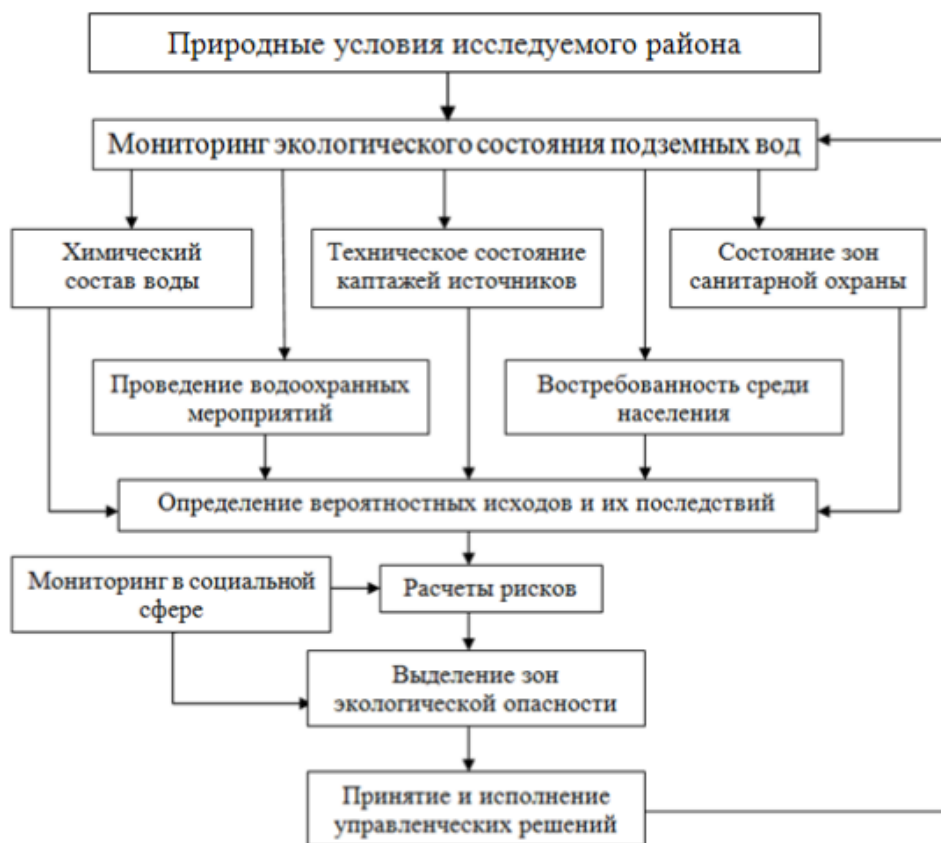 Природные условия исследуемого района
Мониторинг экологического состояния подземных вод
Химический
состав воды
Техническое состояние
каптажей источников
Состояние зон
санитарной охраны
Проведение водоохранных
мероприятий
Востребованность среди
населения
Определение вероятностных исходов и их последствий
Мониторинг в социальной
сфере
Расчеты рисков
Выделение зон
экологической опасности
Принятие и исполнение
управленческих решений